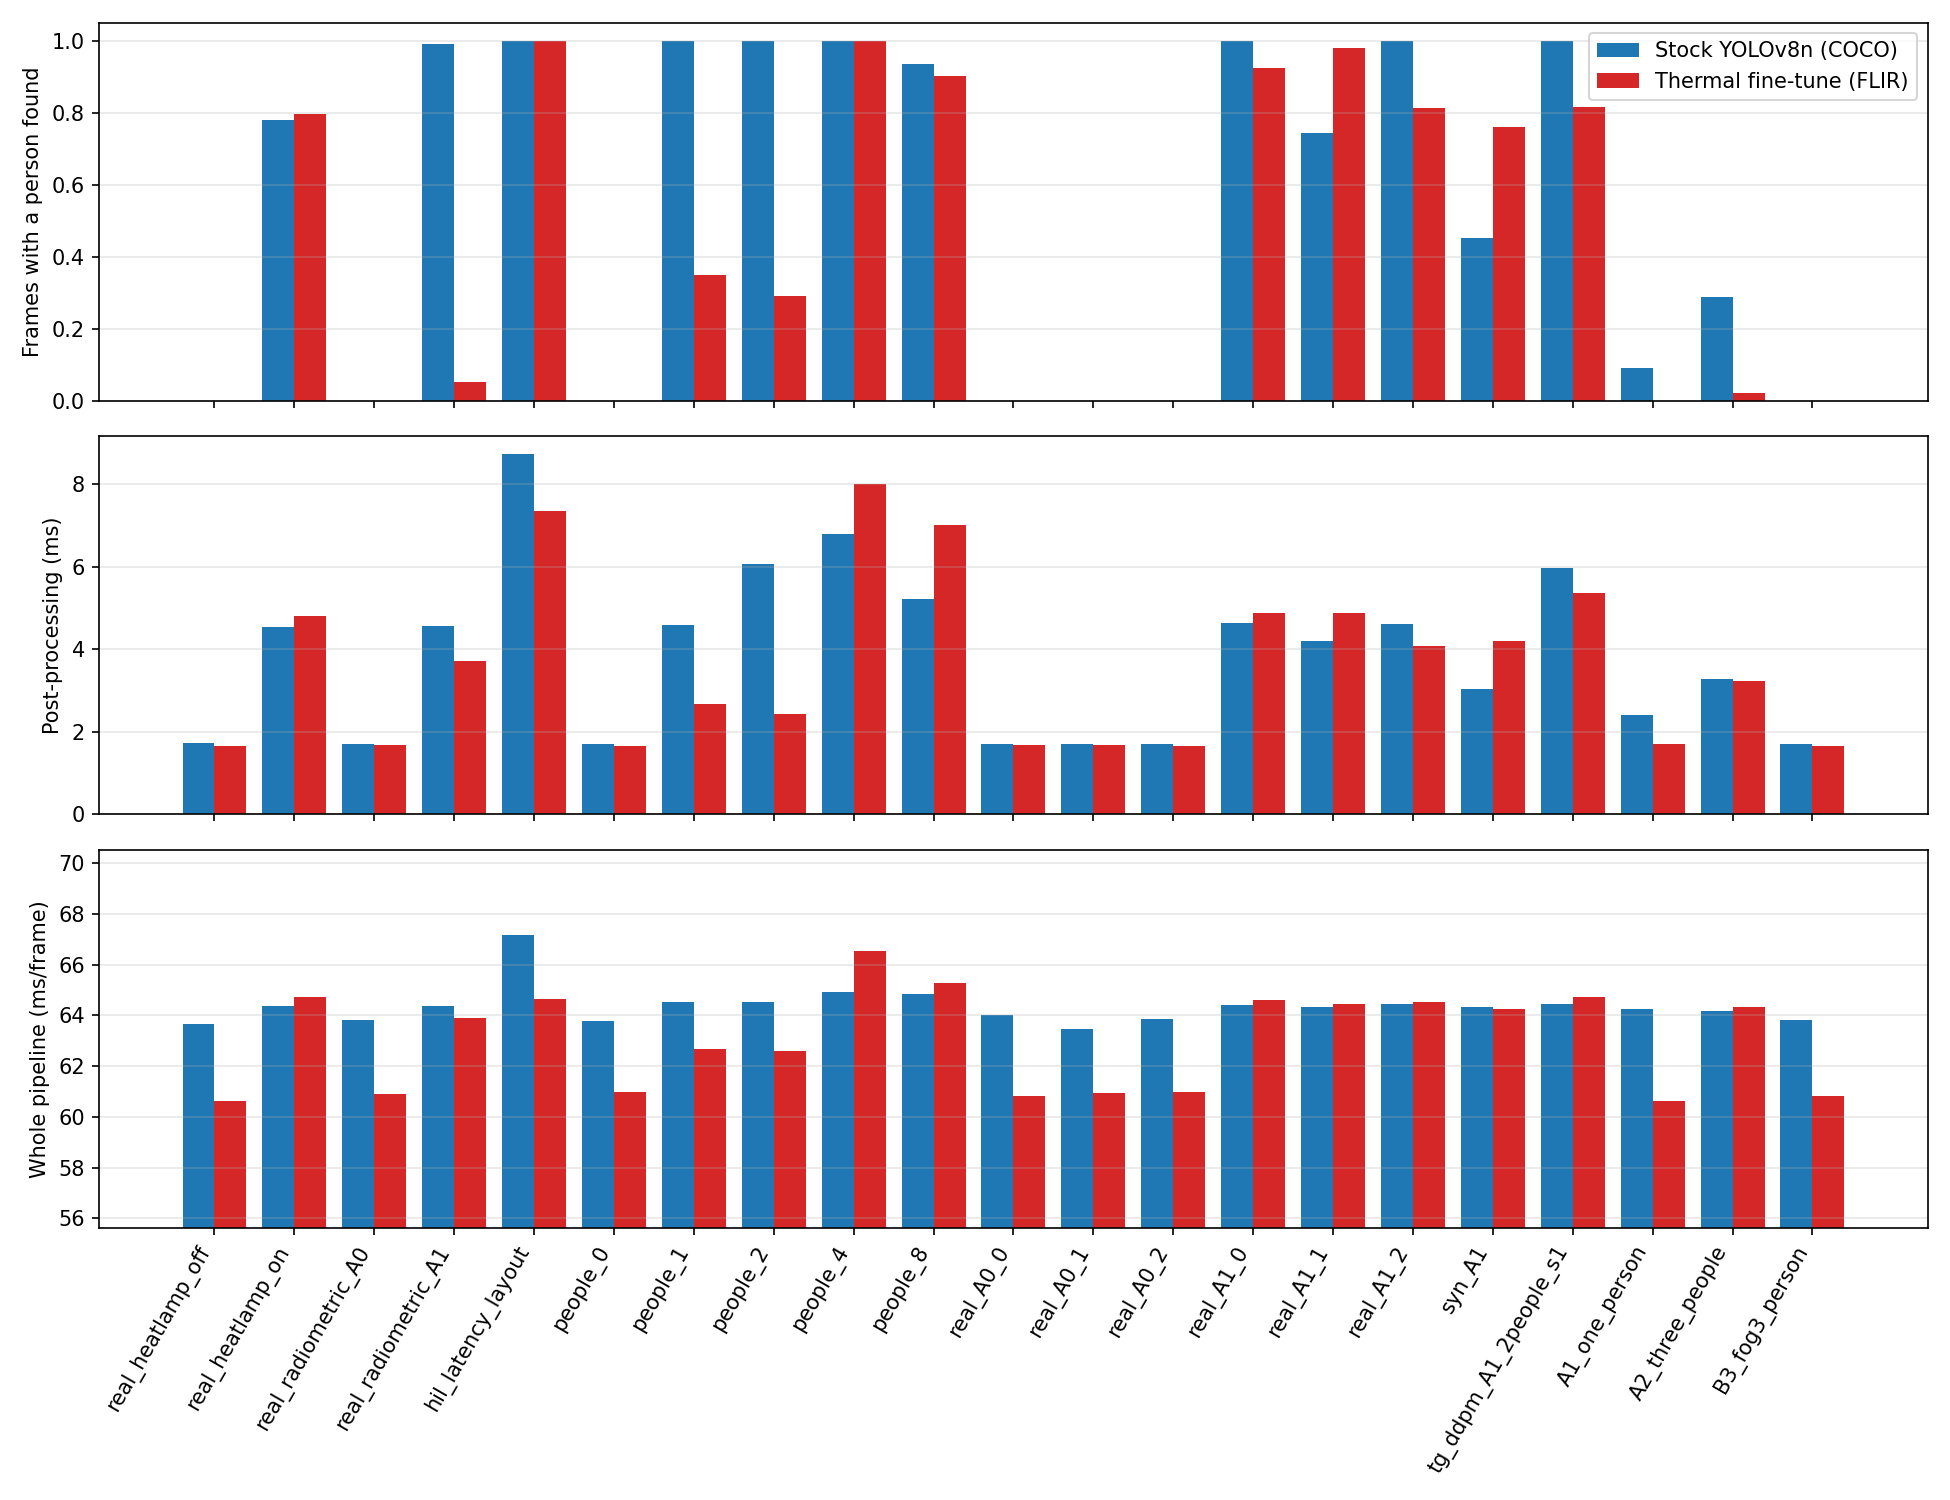 Frames with a person found
1.0
0.8
0.6
0.4
0.2
0.0
Stock YOLOv8n (COCO)
Thermal fine-tune (FLIR)
Post-processing (ms)
8
6
4
2
0
Whole pipeline (ms/frame)
70
68
66
64
62
60
58
56
real_heatlamp_off
real_heatlamp_on
real_radiometric_A0
real_radiometric_A1
hil_latency_layout
people_0
people_1
people_2
people_4
people_8
real_A0_0
real_A0_1
real_A0_2
real_A1_0
real_A1_1
real_A1_2
syn_A1
tg_ddpm_A1_2people_s1
A1_one_person
A2_three_people
B3_fog3_person